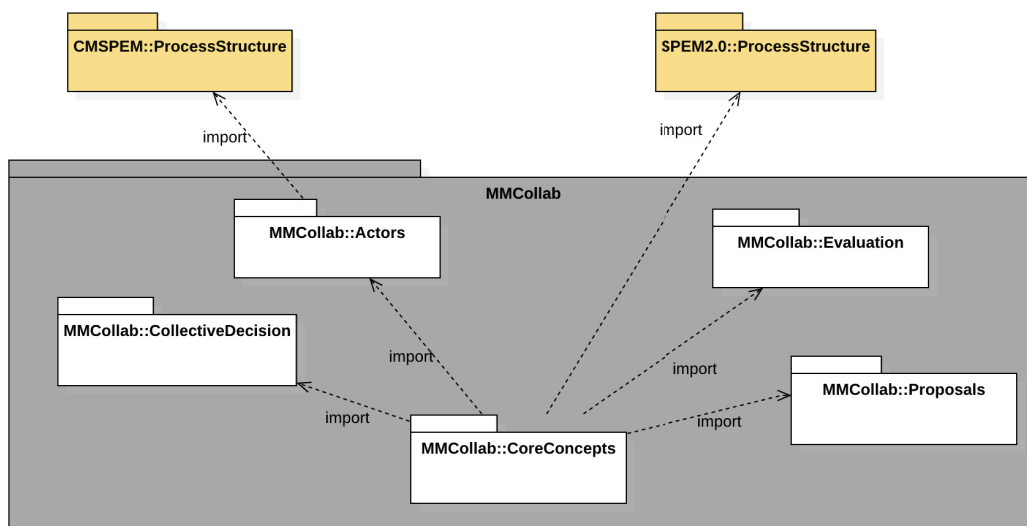 CMSPEM::ProcessStructure
SPEM2.0::ProcessStructure
import
import
MMCollab
MMCollab::Actors
MMCollab::Evaluation
MMCollab::CollectiveDecision
import
import
MMCollab::Proposals
import
import
MMCollab::CoreConcepts